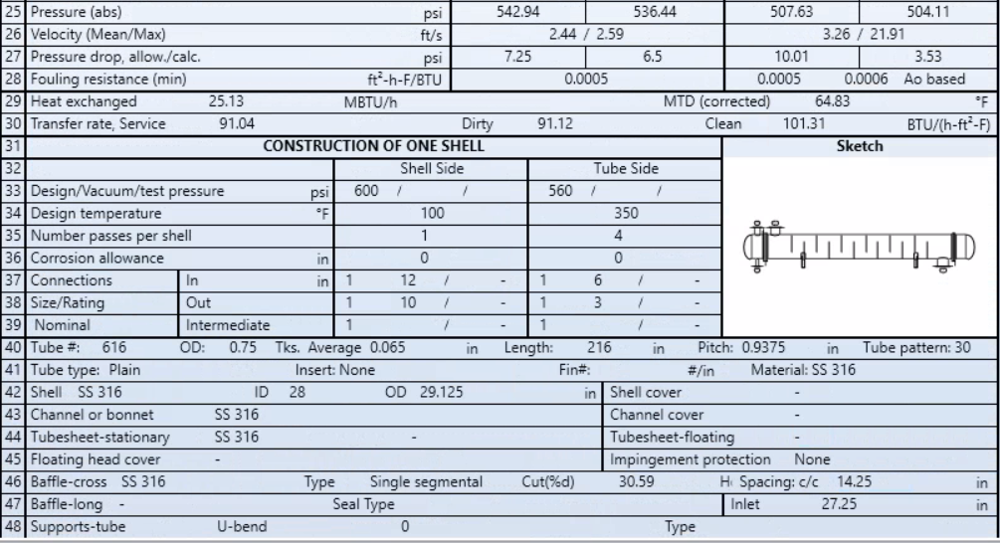 25 Pressure (abs) psi 542.94 536.44 507.63 504.11
26 Velocity (Mean/Max) ft/s 2.44 / 2.59 3.26 / 21.91
27 Pressure drop, allow./calc. psi 7.25 6.5 10.01 3.53
28 Fouling resistance (min) ft²-h-F/BTU 0.0005 0.0005 0.0006 Ao based
29 Heat exchanged 25.13 MBTU/h MTD (corrected) 64.83 °F
30 Transfer rate, Service 91.04 Dirty 91.12 Clean 101.31 BTU/(h-ft²-F)
31 CONSTRUCTION OF ONE SHELL Sketch
32 Shell Side Tube Side
33 Design/Vacuum/test pressure psi 600 / / 560 / /
34 Design temperature °F 100 350
35 Number passes per shell 1 4
36 Corrosion allowance in 0 0
37 Connections In in 1 12 / - 1 6 / -
38 Size/Rating Out 1 10 / - 1 3 / -
39 Nominal Intermediate 1 / - 1 / -
40 Tube #: 616 OD: 0.75 Tks. Average 0.065 in Length: 216 in Pitch: 0.9375 in Tube pattern: 30
41 Tube type: Plain Insert: None Fin#: #/in Material: SS 316
42 Shell SS 316 ID 28 OD 29.125 in Shell cover -
43 Channel or bonnet SS 316 Channel cover -
44 Tubesheet-stationary SS 316 - Tubesheet-floating -
45 Floating head cover - Impingement protection None
46 Baffle-cross SS 316 Type Single segmental Cut(%d) 30.59 H Spacing: c/c 14.25 in
47 Baffle-long - Seal Type Inlet 27.25 in
48 Supports-tube U-bend 0 Type